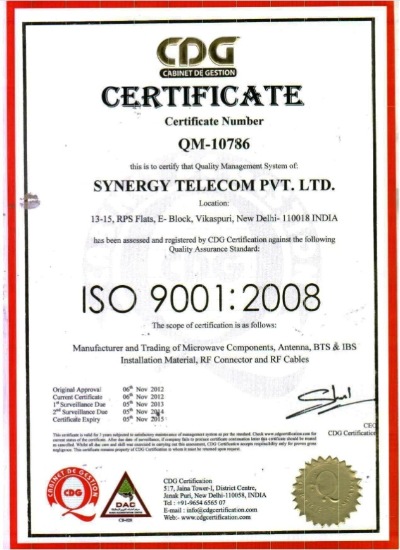 CDG
CABINET DE GESTION
CERTIFICATE
Certificate Number
QM-10786
this is to certify that Quality Management System of:
SYNERGY TELECOM PVT. LTD.
Location:
13-15, RPS Flats, E- Block, Vikaspuri, New Delhi- 110018 INDIA
has been assessed and registered by CDG Certification against the following
Quality Assurance Standard:
ISO 9001:2008
The scope of certification is as follows:
Manufacture and Trading of Microwave Components, Antenna, BTS & IBS
Installation Material, RF Connector and RF Cables
Original Approval 06th Nov 2012
Current Certificate 06th Nov 2012
1st Surveillance Due 05th Nov 2013
2nd Surveillance Due 05th Nov 2014
Certificate Expiry 05th Nov 2015
CEO
CDG Certification
CABINET DE GESTION
CDG
DAC
CDG Certification
517, Jaina Tower-1, District Centre,
Janak Puri, New Delhi-110058, INDIA
Tel : +91-9654 6565 07
E-mail : info@cdgcertification.com
Web:- www.cdgcertification.com